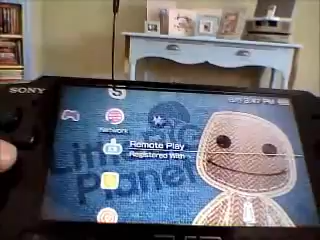 SONY
Network
Remote Play
Registered With
Little Big
Planet